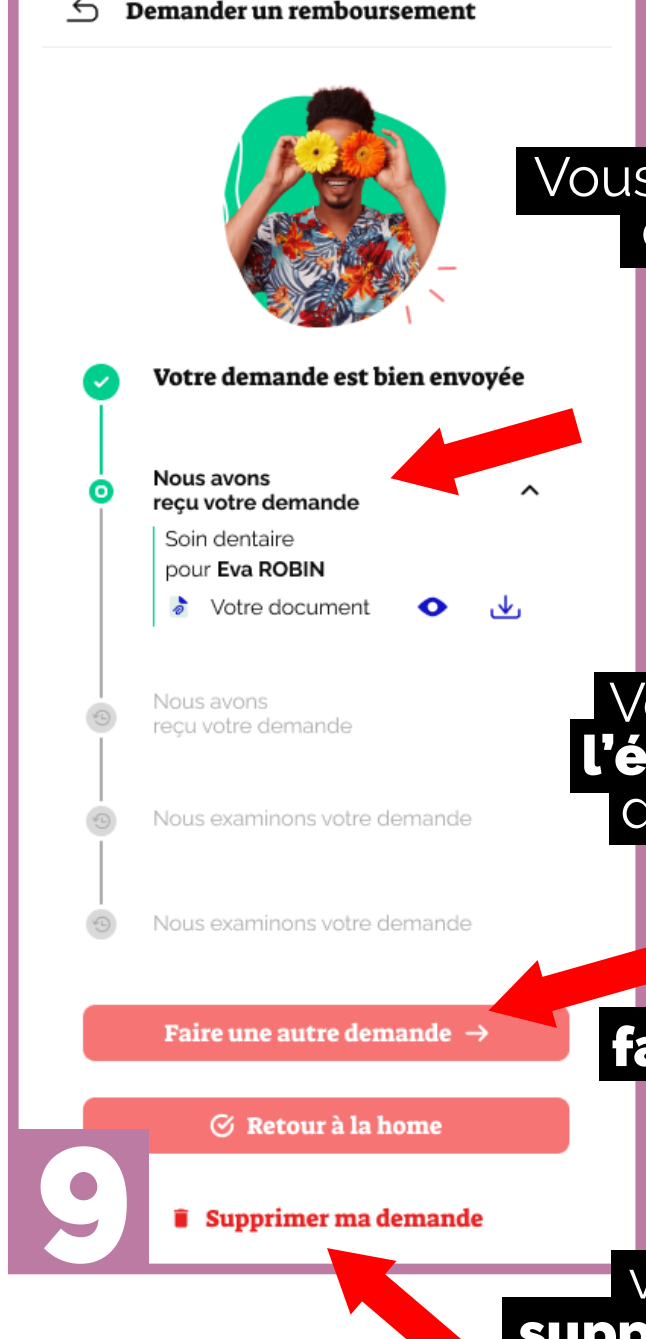 Demander un remboursement
Vous
Votre demande est bien envoyée
Nous avons
reçu votre demande
Soin dentaire
pour Eva ROBIN
Votre document
Nous avons
reçu votre demande
l'é
Nous examinons votre demande
Nous examinons votre demande
Faire une autre demande
fa
Retour à la home
9
Supprimer ma demande
supp